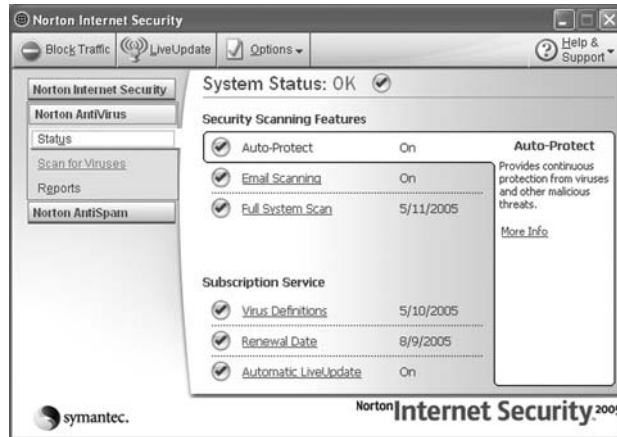 Norton Internet Security
Block Traffic
LiveUpdate
Options
Help & Support
Norton Internet Security
Norton AntiVirus
Status
Scan for Viruses
Reports
Norton AntiSpam
System Status: OK
Security Scanning Features
Auto-Protect On
Email Scanning On
Full System Scan 5/11/2005
Subscription Service
Virus Definitions 5/10/2005
Renewal Date 8/9/2005
Automatic LiveUpdate On
Auto-Protect
Provides continuous
protection from viruses
and other malicious
threats.
More Info
symantec.
Norton Internet Security 2005